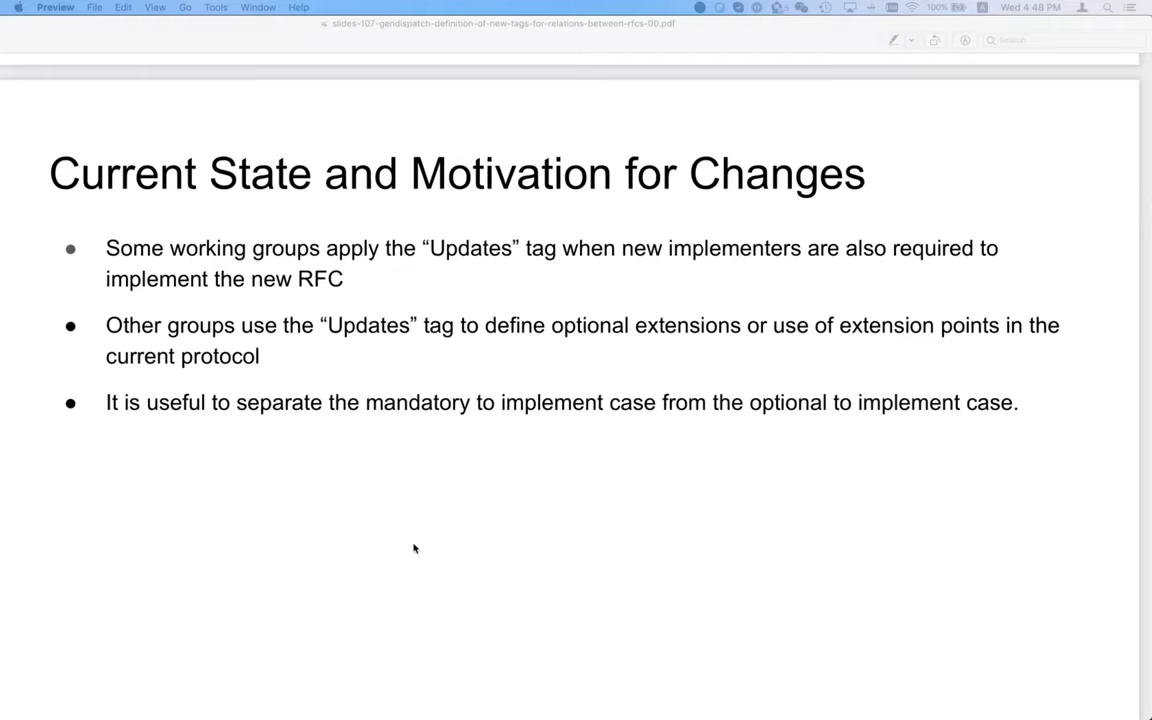 Preview File Edit View Go Tools Window Help 100% Wed 4:48 PM
slides-107-gendispatch-definition-of-new-tags-for-relations-between-rfcs-00.pdf
Search
Current State and Motivation for Changes
● Some working groups apply the “Updates” tag when new implementers are also required to
implement the new RFC
● Other groups use the “Updates” tag to define optional extensions or use of extension points in the
current protocol
● It is useful to separate the mandatory to implement case from the optional to implement case.